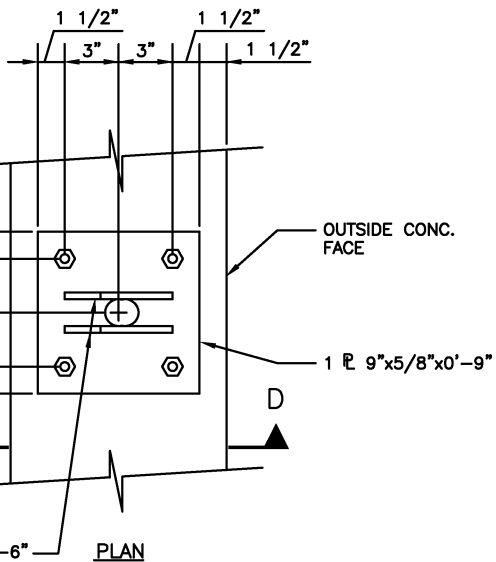 1 1/2" 1 1/2"
3" 3" 1 1/2"
OUTSIDE CONC.
FACE
1 ⅊ 9"x5/8"x0'-9"
D
-6"
PLAN